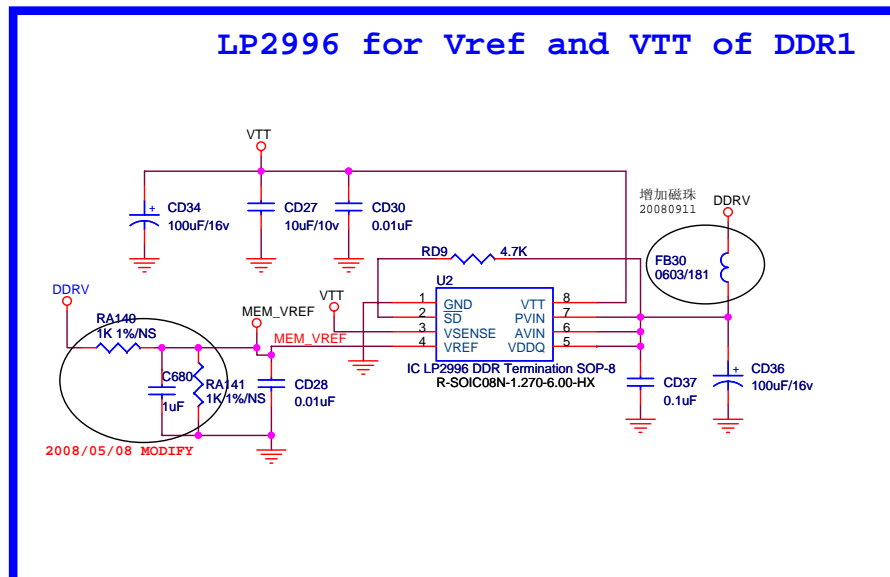 LP2996 for Vref and VTT of DDR1
VTT
CD34
100uF/16v
CD27
10uF/10v
CD30
0.01uF
增加磁珠
20080911
DDRV
FB30
0603/181
RD9
4.7K
U2
DDRV
RA140
1K 1%/NS
MEM_VREF
VTT
MEM_VREF
1
2
3
4
GND
SD
VSENSE
VREF
VTT
PVIN
AVIN
VDDQ
8
7
6
5
IC LP2996 DDR Termination SOP-8
R-SOIC08N-1.270-6.00-HX
C680
1uF
RA141
1K 1%/NS
CD28
0.01uF
CD37
0.1uF
CD36
100uF/16v
2008/05/08 MODIFY